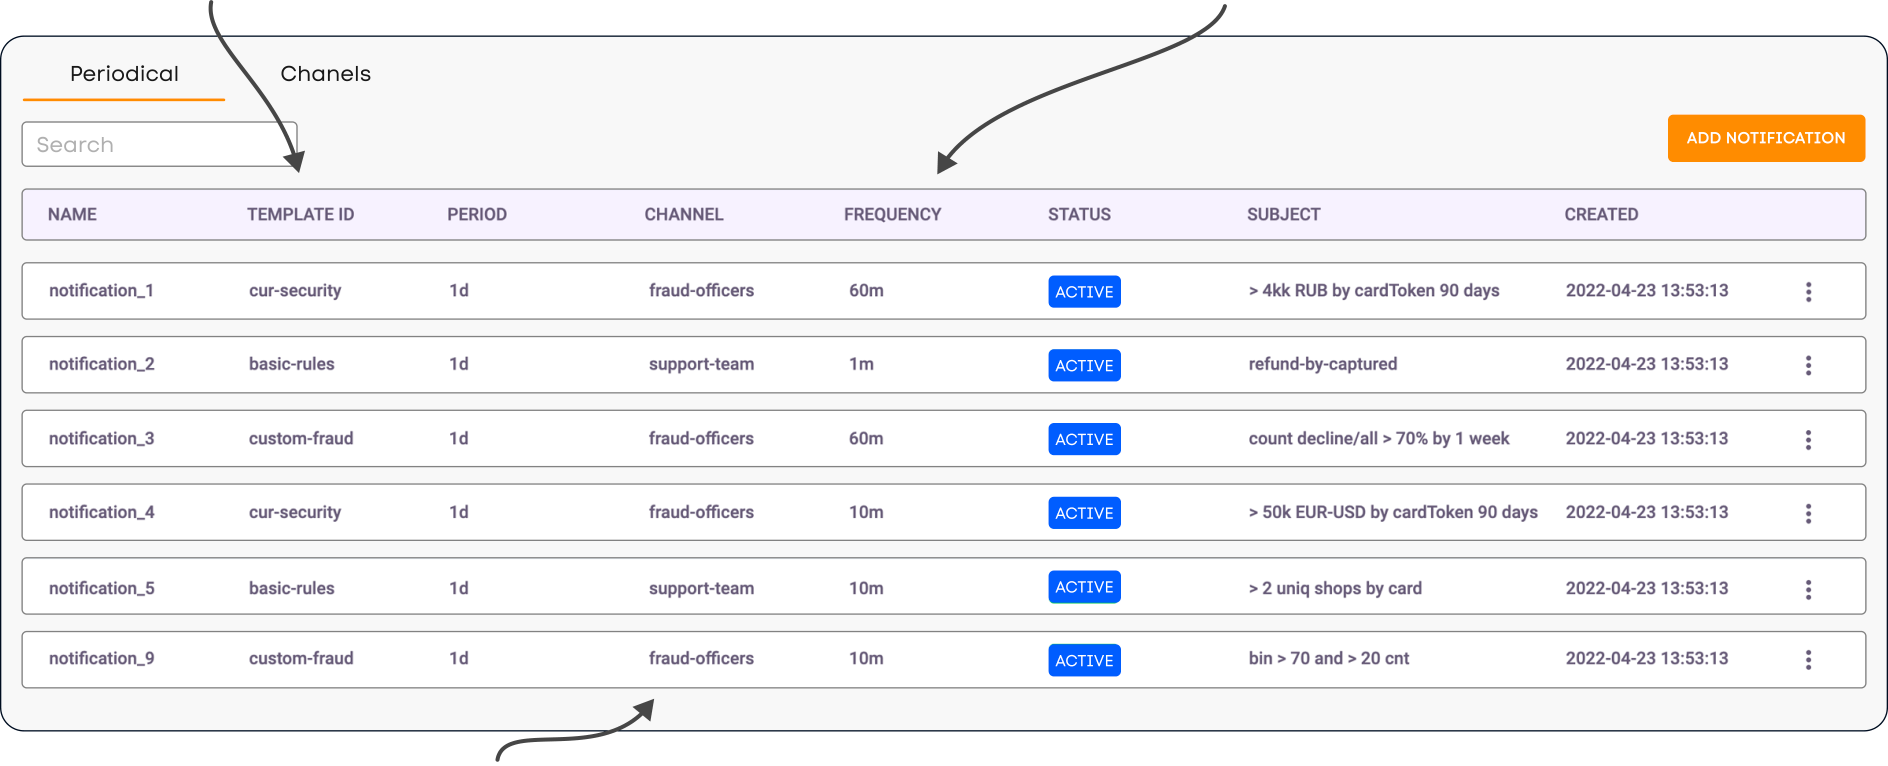 Periodical Chanels
Search
ADD NOTIFICATION
NAME TEMPLATE ID PERIOD CHANNEL FREQUENCY STATUS SUBJECT CREATED
notification_1 cur-security 1d fraud-officers 60m ACTIVE > 4kk RUB by cardToken 90 days 2022-04-23 13:53:13
notification_2 basic-rules 1d support-team 1m ACTIVE refund-by-captured 2022-04-23 13:53:13
notification_3 custom-fraud 1d fraud-officers 60m ACTIVE count decline/all > 70% by 1 week 2022-04-23 13:53:13
notification_4 cur-security 1d fraud-officers 10m ACTIVE > 50k EUR-USD by cardToken 90 days 2022-04-23 13:53:13
notification_5 basic-rules 1d support-team 10m ACTIVE > 2 uniq shops by card 2022-04-23 13:53:13
notification_9 custom-fraud 1d fraud-officers 10m ACTIVE bin > 70 and > 20 cnt 2022-04-23 13:53:13